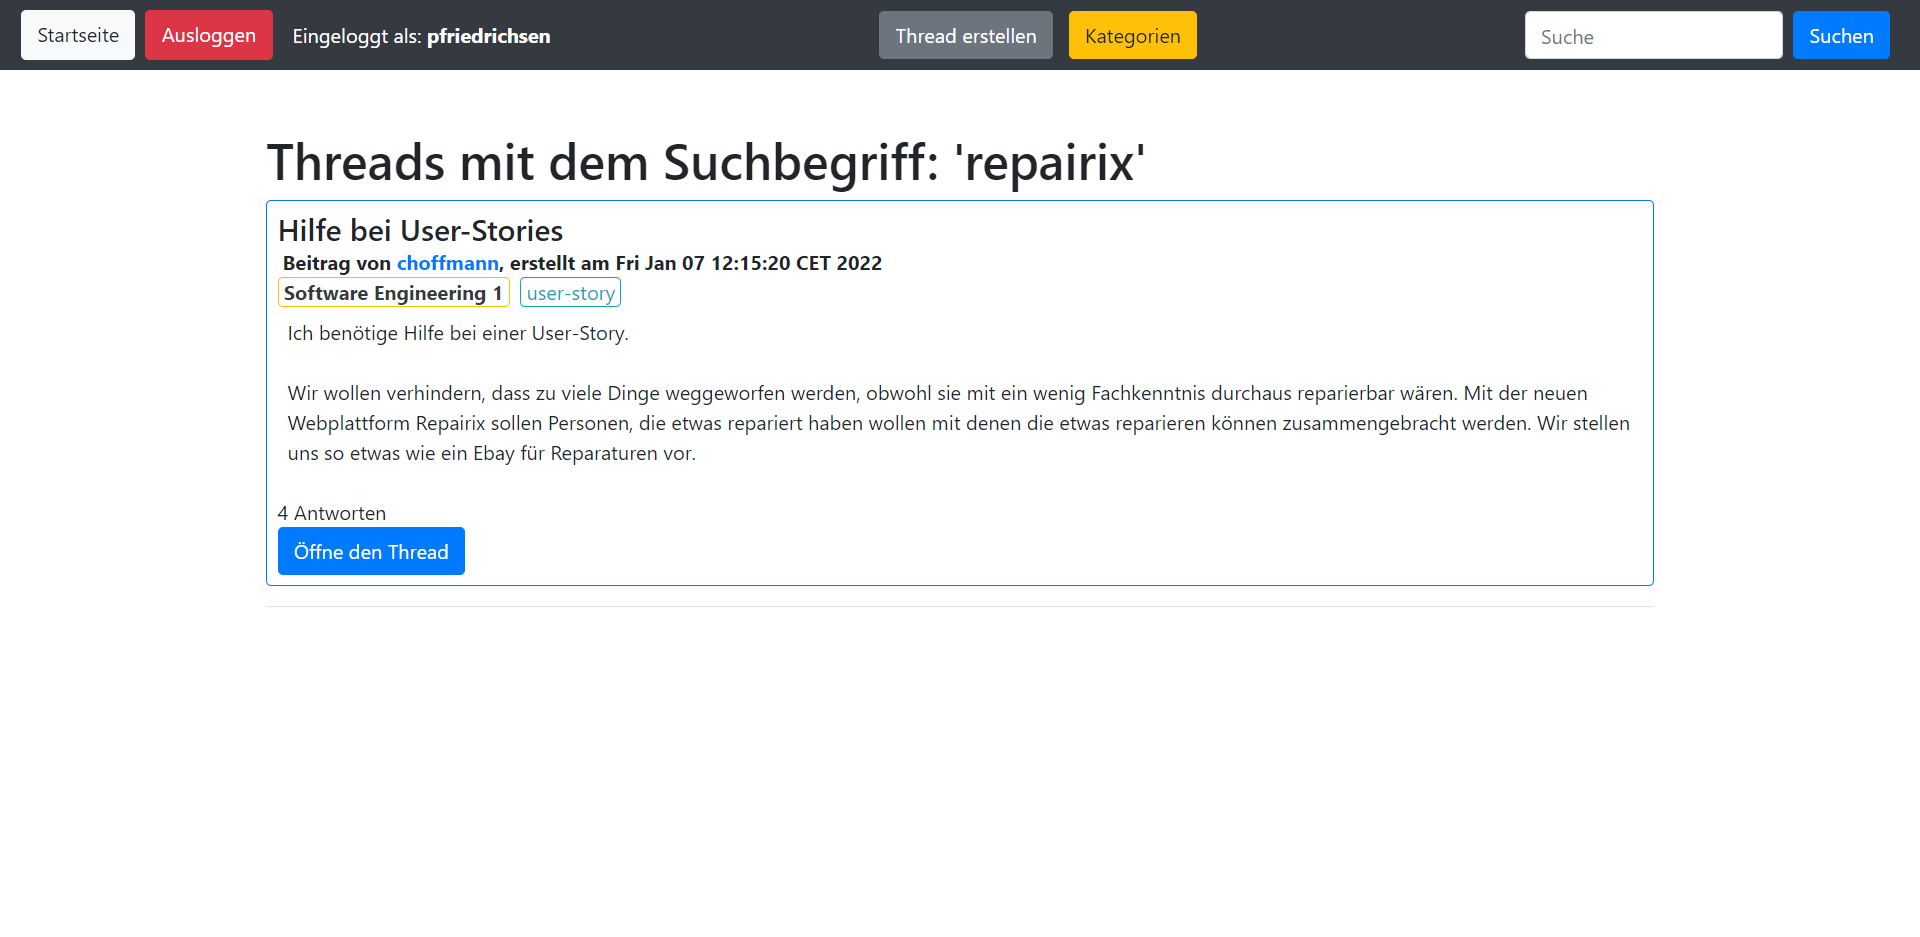 Startseite Ausloggen Eingeloggt als: pfriedrichsen Thread erstellen Kategorien Suche Suchen
Threads mit dem Suchbegriff: 'repairix'
Hilfe bei User-Stories
Beitrag von choffmann, erstellt am Fri Jan 07 12:15:20 CET 2022
Software Engineering 1 user-story
Ich benötige Hilfe bei einer User-Story.
Wir wollen verhindern, dass zu viele Dinge weggeworfen werden, obwohl sie mit ein wenig Fachkenntnis durchaus reparierbar wären. Mit der neuen
Webplattform Repairix sollen Personen, die etwas repariert haben wollen mit denen die etwas reparieren können zusammengebracht werden. Wir stellen
uns so etwas wie ein Ebay für Reparaturen vor.
4 Antworten
Öffne den Thread